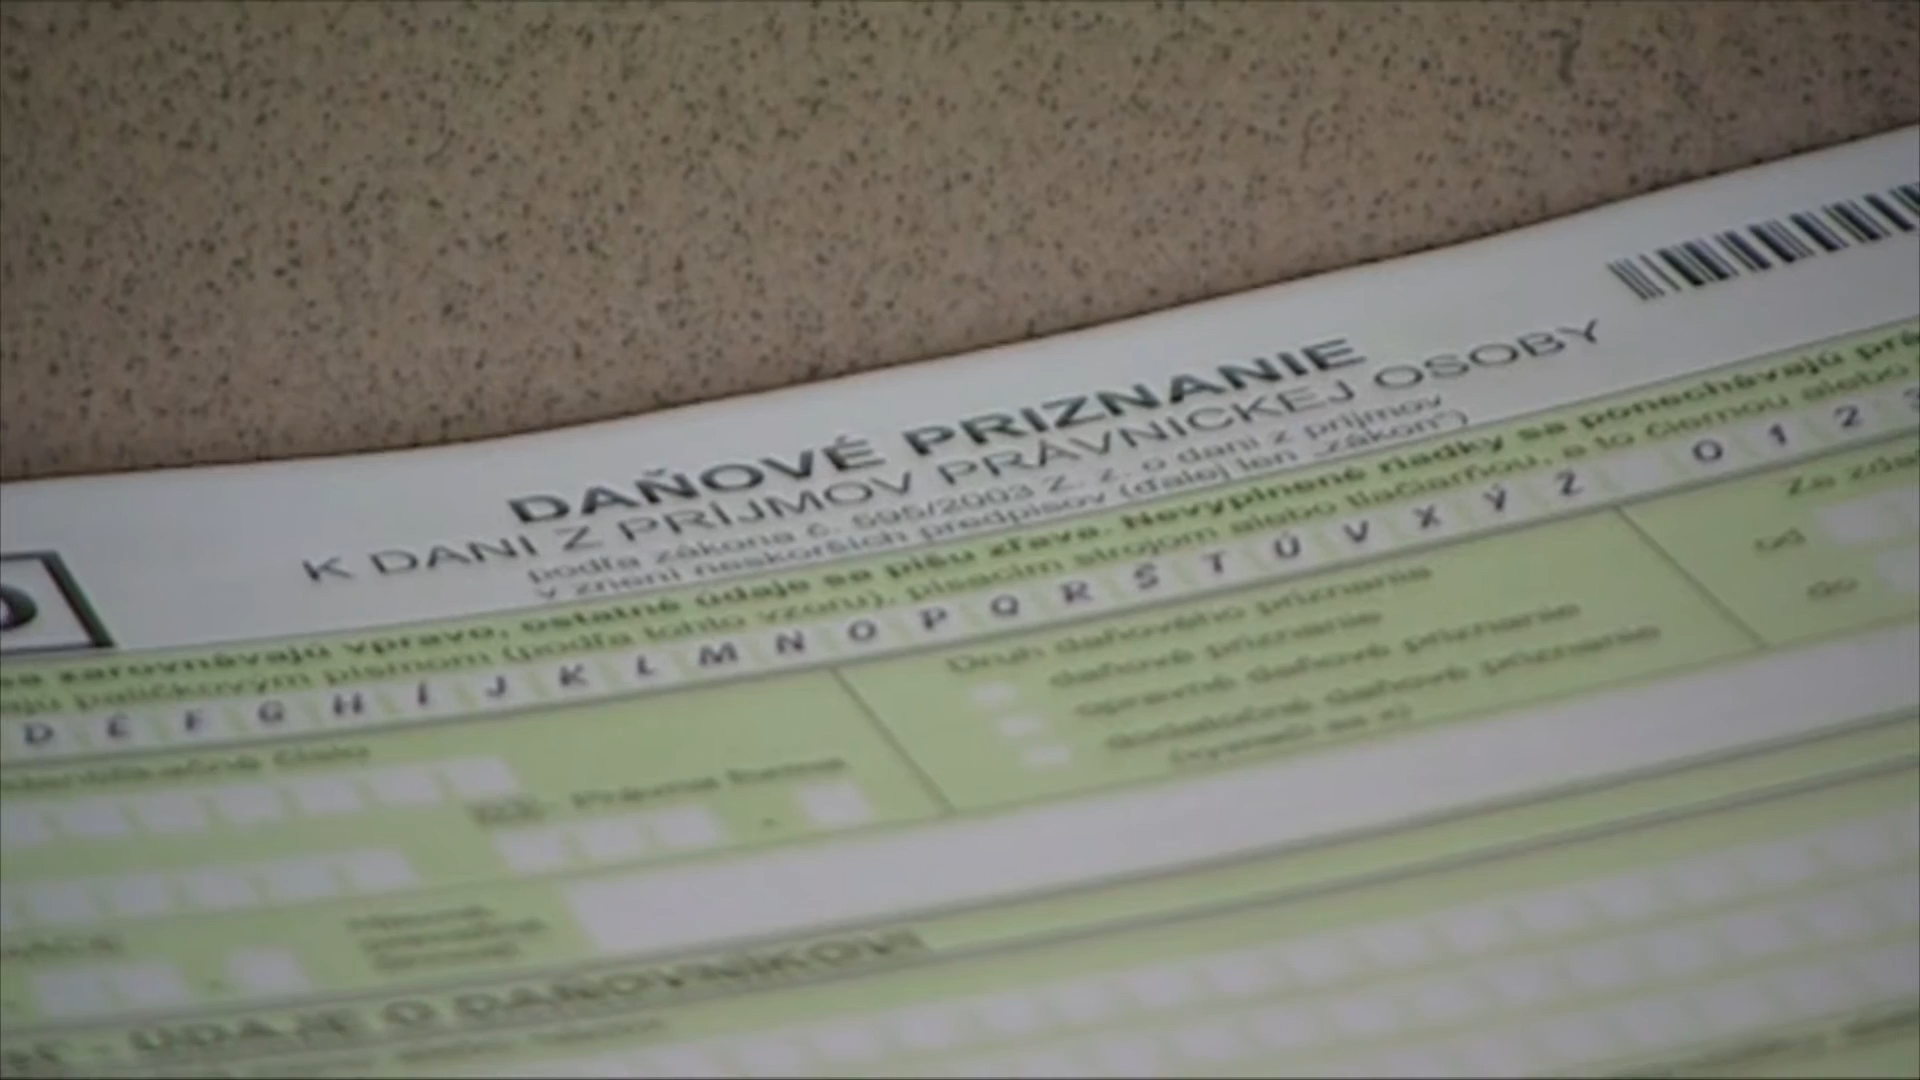 DAŇOVÉ PRIZNANIE
K DANI Z PRÍJMOV PRÁVNICKEJ OSOBY
podľa zákona č. 595/2003 Z. z. o dani z príjmov
v znení neskorších predpisov (ďalej len „zákon")
sa zarovnávajú vpravo, ostatné údaje sa píšu zľava. Nevyplnené riadky sa ponechávajú
paličkovým písmom (podľa tohto vzoru), písacím strojom alebo tlačiarňou, a to čiernou alebo
D É F G H Í J K L M N O P Q R Š T Ú V X Ý Ž 0 1 2 3
Druh daňového priznania
daňové priznanie
opravné daňové priznanie
dodatočné daňové priznanie
od
do
číslo
Právna forma
- ÚDAJE O DAŇOVNÍKOVI